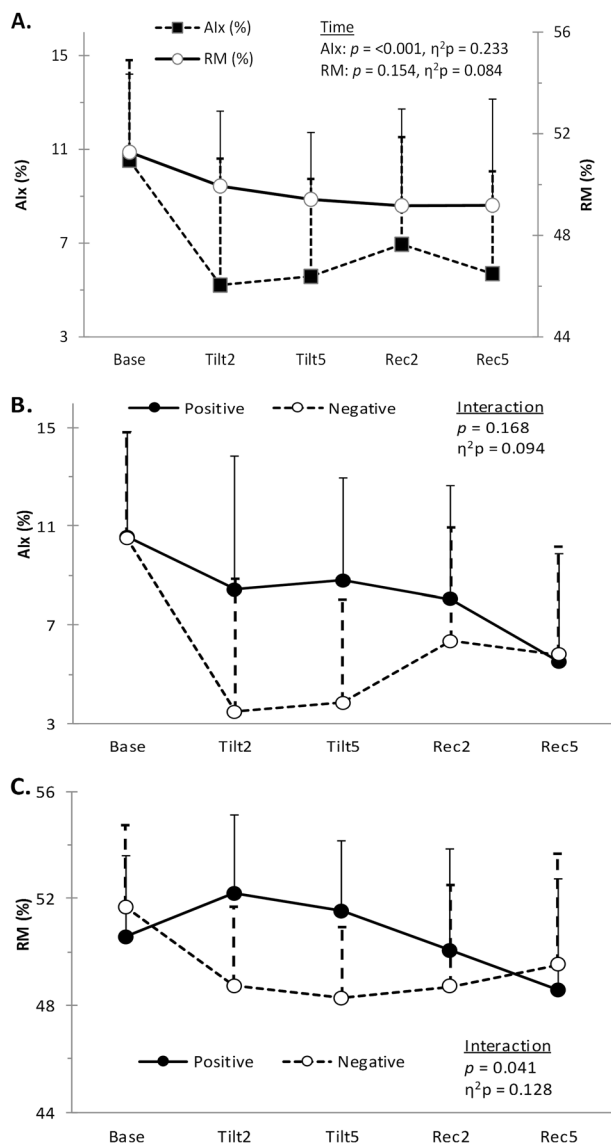 A.
AIx (%)
RM (%)
Time
AIx: p = <0.001, η²p = 0.233
RM: p = 0.154, η²p = 0.084
15
11
7
3
AIx (%)
56
52
48
44
RM (%)
Base Tilt2 Tilt5 Rec2 Rec5
B.
Positive Negative
Interaction
p = 0.168
η²p = 0.094
15
11
7
3
AIx (%)
Base Tilt2 Tilt5 Rec2 Rec5
C.
56
52
48
44
RM (%)
Positive Negative
Interaction
p = 0.041
η²p = 0.128
Base Tilt2 Tilt5 Rec2 Rec5